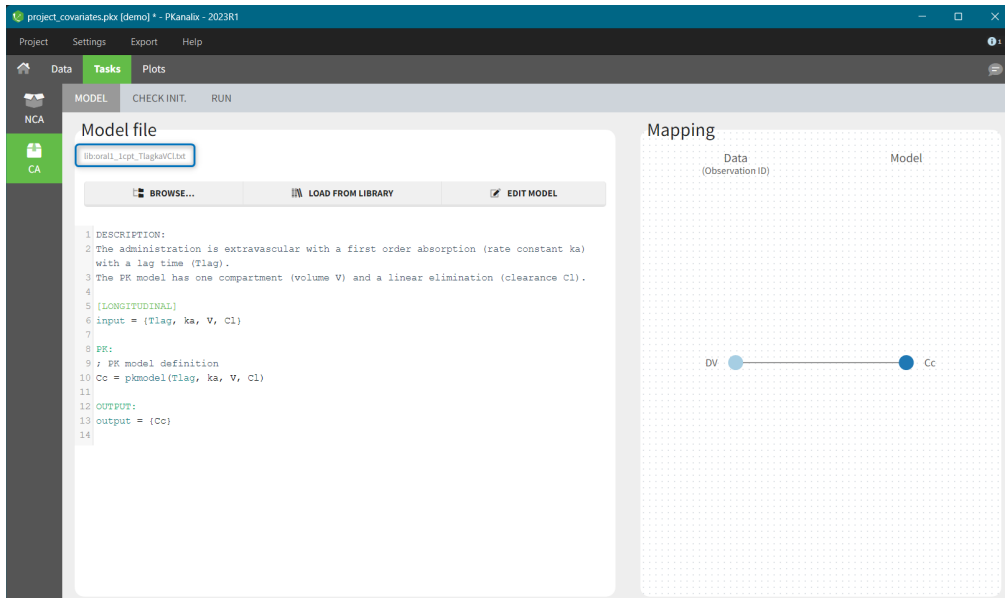 project_covariates.pkx [demo] * - PKanalix - 2023R1
Project Settings Export Help
1
Data Tasks Plots
NCA
CA
MODEL CHECK INIT. RUN
Model file
lib:oral1_1cpt_TlagkaVCl.txt
BROWSE... LOAD FROM LIBRARY EDIT MODEL
1 DESCRIPTION:
2 The administration is extravascular with a first order absorption (rate constant ka)
with a lag time (Tlag).
3 The PK model has one compartment (volume V) and a linear elimination (clearance Cl).
4
5 [LONGITUDINAL]
6 input = {Tlag, ka, V, Cl}
7
8 PK:
9 ; PK model definition
10 Cc = pkmodel(Tlag, ka, V, Cl)
11
12 OUTPUT:
13 output = {Cc}
14
Mapping
Data Model
(Observation ID)
DV Cc